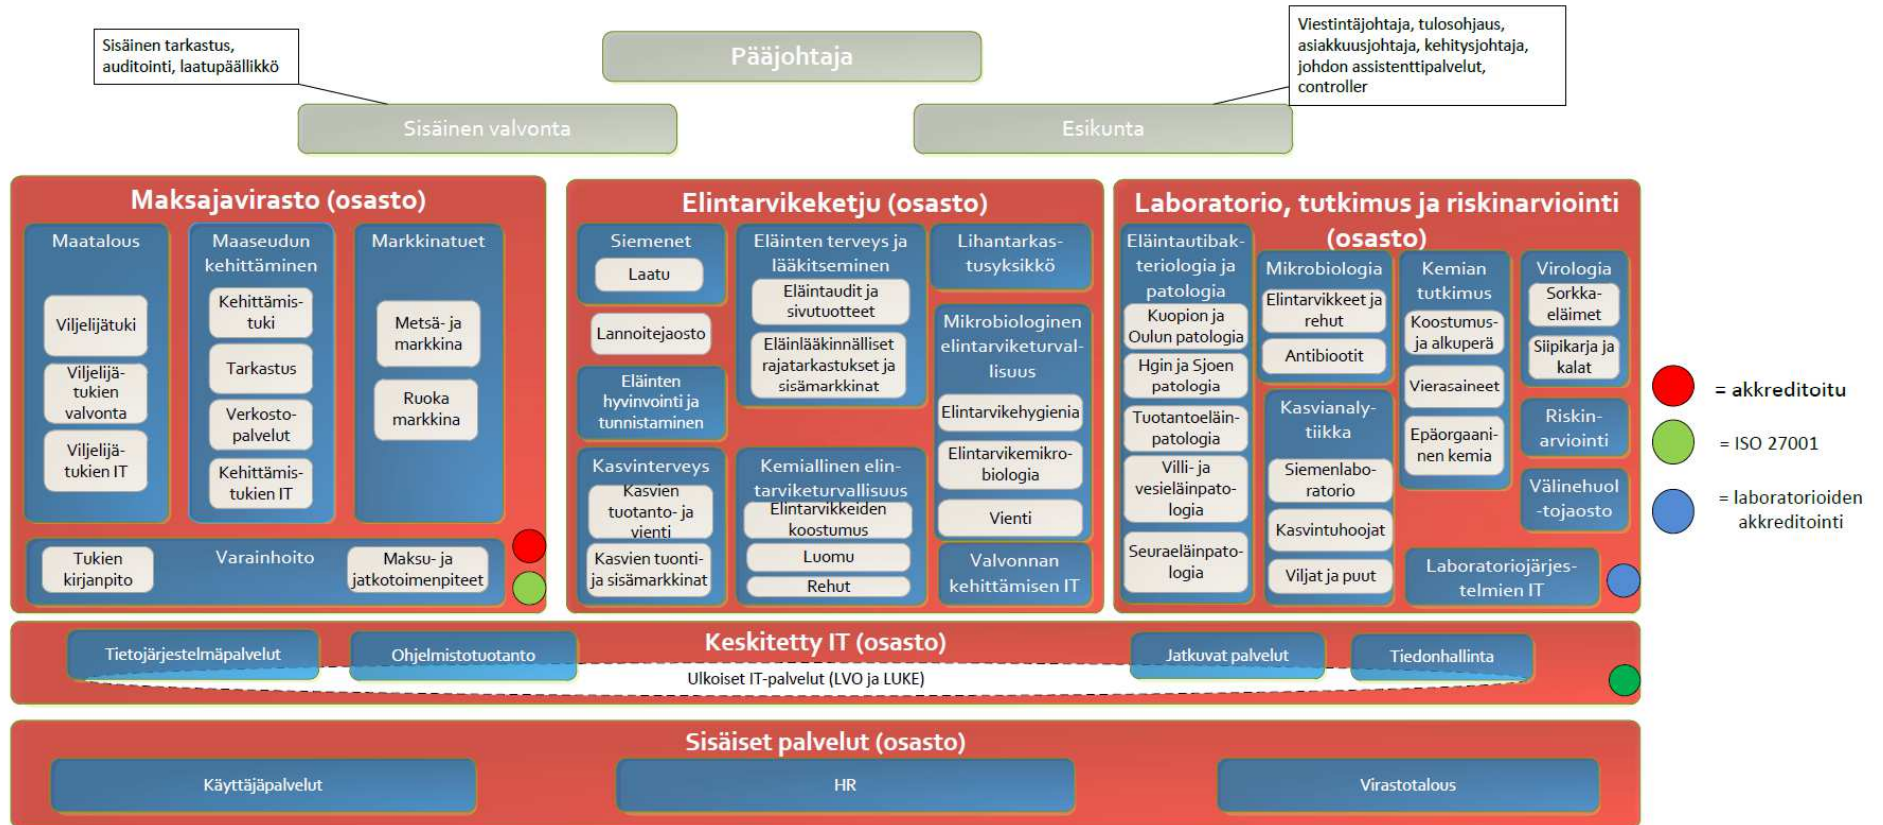 Sisäinen tarkastus,
auditointi, laatupäällikkö
Pääjohtaja
Viestintäjohtaja, tulosohjaus,
asiakkuusjohtaja, kehitysjohtaja,
johdon assistenttipalvelut,
controller
Sisäinen valvonta
Esikunta
Maksajavirasto (osasto)
Maatalous
Viljelijätuki
Viljelijä-
tukien
valvonta
Viljelijä-
tukien IT
Maaseudun
kehittäminen
Kehittämis-
tuki
Tarkastus
Verkosto-
palvelut
Kehittämis-
tukien IT
Markkinatuet
Metsä- ja
markkina
Ruoka
markkina
Tukien
kirjanpito
Varainhoito
Maksu- ja
jatkotoimenpiteet
Elintarvikeketju (osasto)
Siemenet
Laatu
Lannoitejaosto
Eläinten
hyvinvointi ja
tunnistaminen
Kasvinterveys
Kasvien
tuotanto- ja
vienti
Kasvien tuonti-
ja sisämarkkinat
Eläinten terveys ja
lääkitseminen
Eläintaudit ja
sivutuotteet
Eläinlääkinnälliset
rajatarkastukset ja
sisämarkkinat
Kemiallinen elin-
tarviketurvallisuus
Elintarvikkeiden
koostumus
Luomu
Rehut
Lihantarkas-
tusyksikkö
Mikrobiologinen
elintarviketurval-
lisuus
Elintarvikehygienia
Elintarvikemikro-
biologia
Vienti
Valvonnan
kehittämisen IT
Laboratorio, tutkimus ja riskinarviointi
(osasto)
Eläintautibak-
teriologia ja
patologia
Kuopion ja
Oulun patologia
Hgin ja Sjoen
patologia
Tuotantoeläin-
patologia
Villi- ja
vesieläinpato-
logia
Seuraeläinpato-
logia
Mikrobiologia
Elintarvikkeet ja
rehut
Antibiootit
Kasvianaly-
tiikka
Siemenlabo-
ratorio
Kasvintuhoojat
Viljat ja puut
Kemian
tutkimus
Koostumus-
ja alkuperä
Vierasaineet
Epäorgaani-
nen kemia
Virologia
Sorkka-
eläimet
Siipikarja ja
kalat
Riskin-
arviointi
Välinehuol
-tojaosto
Laboratoriojärjes-
telmien IT
= akkreditoitu
= ISO 27001
= laboratorioiden
akkreditointi
Keskitetty IT (osasto)
Tietojärjestelmäpalvelut
Ohjelmistotuotanto
Jatkuvat palvelut
Tiedonhallinta
Ulkoiset IT-palvelut (LVO ja LUKE)
Sisäiset palvelut (osasto)
Käyttäjäpalvelut
HR
Virastotalous